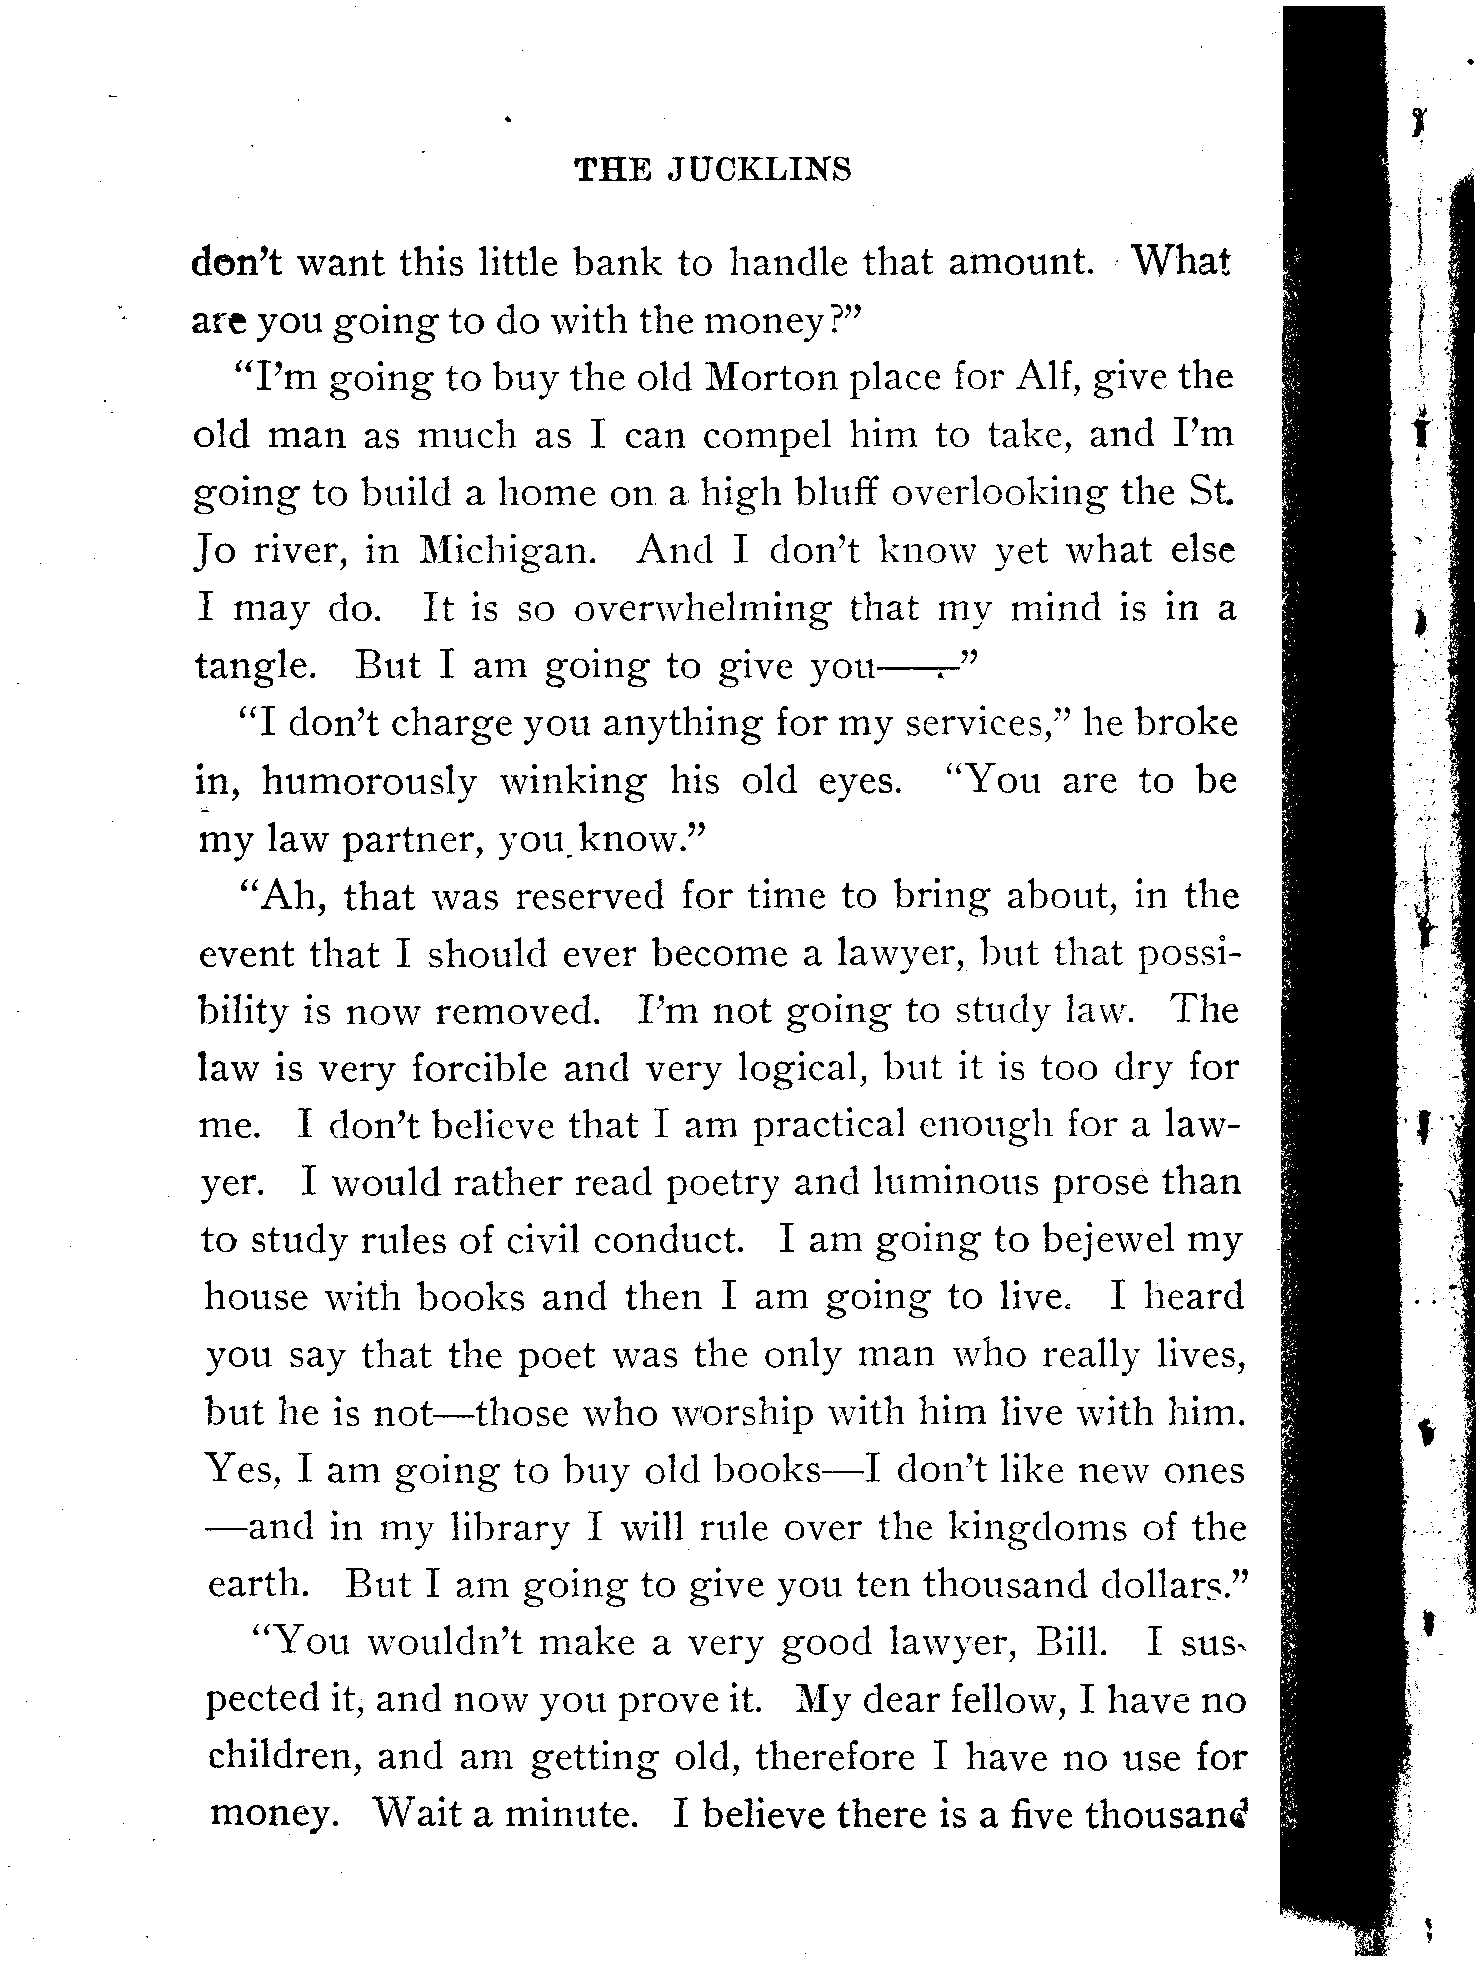 THE JUCKLINS
don't want this little bank to handle that amount. What
are you going to do with the money?”
“I'm going to buy the old Morton place for Alf, give the
old man as much as I can compel him to take, and I'm
going to build a home on a high bluff overlooking the St.
Jo river, in Michigan. And I don't know yet what else
I may do. It is so overwhelming that my mind is in a
tangle. But I am going to give you——.”
“I don't charge you anything for my services,” he broke
in, humorously winking his old eyes. “You are to be
my law partner, you know.”
“Ah, that was reserved for time to bring about, in the
event that I should ever become a lawyer, but that possi-
bility is now removed. I'm not going to study law. The
law is very forcible and very logical, but it is too dry for
me. I don't believe that I am practical enough for a law-
yer. I would rather read poetry and luminous prose than
to study rules of civil conduct. I am going to bejewel my
house with books and then I am going to live. I heard
you say that the poet was the only man who really lives,
but he is not—those who worship with him live with him.
Yes, I am going to buy old books—I don't like new ones
—and in my library I will rule over the kingdoms of the
earth. But I am going to give you ten thousand dollars.”
“You wouldn't make a very good lawyer, Bill. I sus-
pected it, and now you prove it. My dear fellow, I have no
children, and am getting old, therefore I have no use for
money. Wait a minute. I believe there is a five thousand